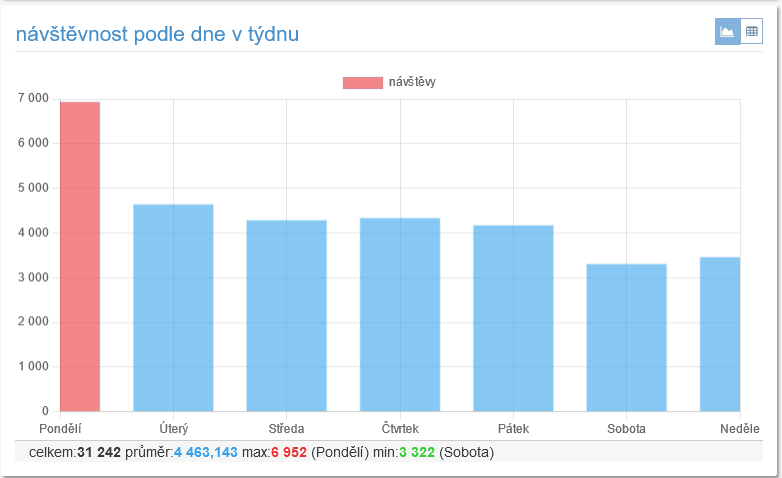 návštěvnost podle dne v týdnu
návštěvy
7 000
6 000
5 000
4 000
3 000
2 000
1 000
0
Pondělí Úterý Středa Čtvrtek Pátek Sobota Neděle
celkem:31 242 průměr:4 463,143 max:6 952 (Pondělí) min:3 322 (Sobota)